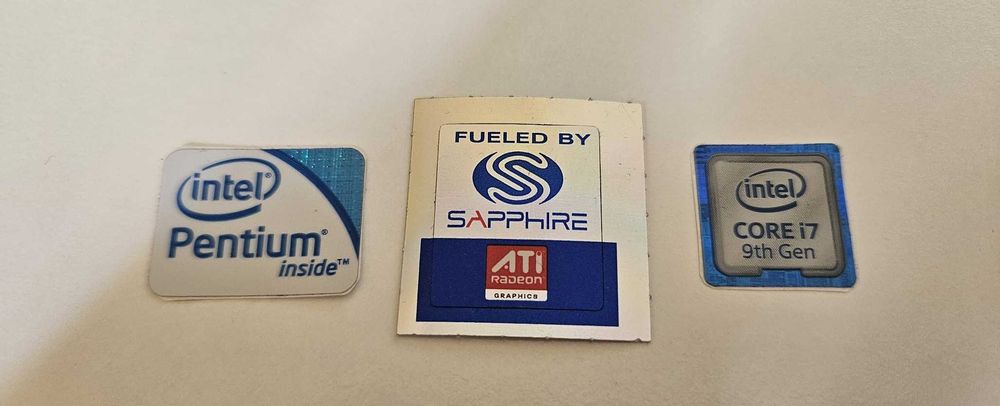 intel®
Pentium®
inside™
FUELED BY
SAPPHIRE
ATI
RADEON
GRAPHICS
intel®
CORE i7
9th Gen